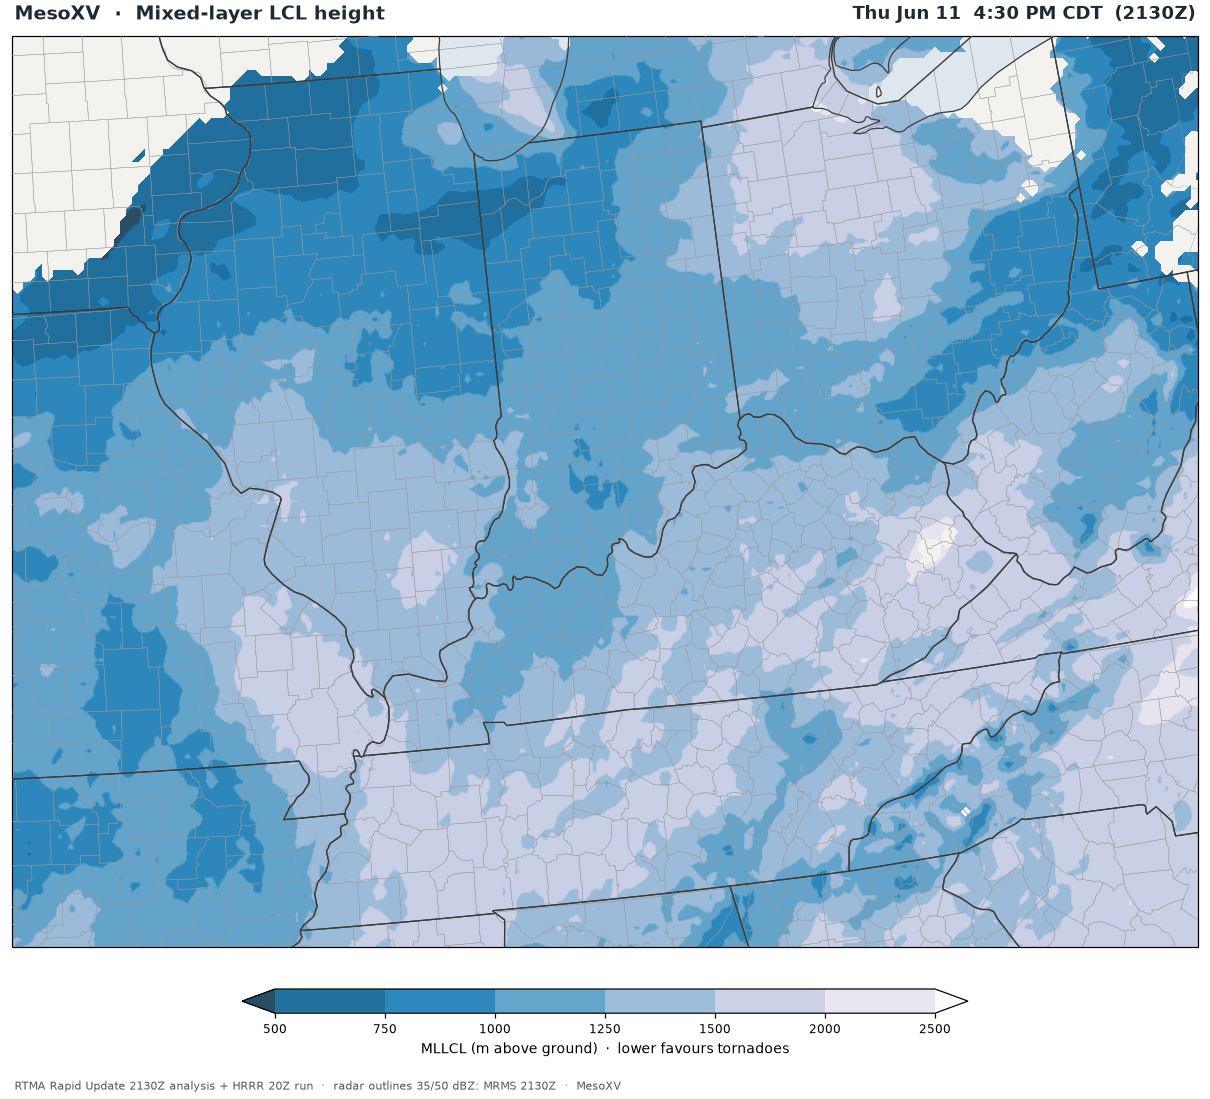 MesoXV · Mixed-layer LCL height
Thu Jun 11 4:30 PM CDT (2130Z)
500 750 1000 1250 1500 2000 2500
MLLCL (m above ground) · lower favours tornadoes
RTMA Rapid Update 2130Z analysis + HRRR 20Z run · radar outlines 35/50 dBZ: MRMS 2130Z · MesoXV